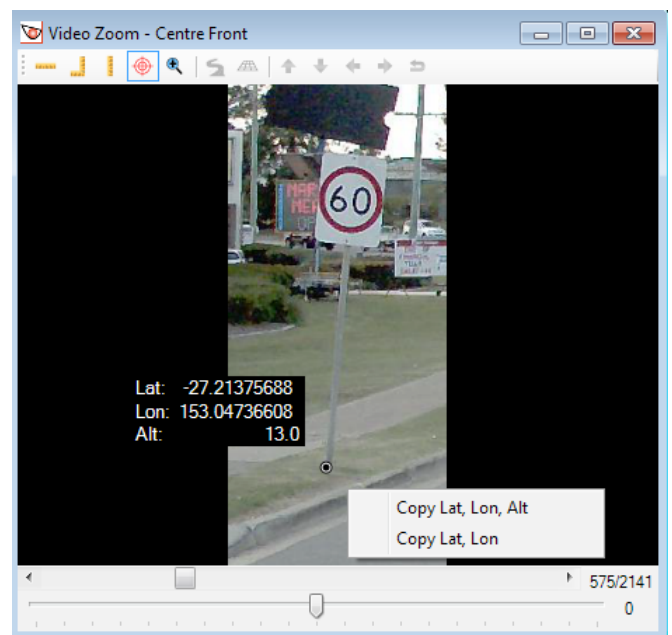 Video Zoom - Centre Front
60
Lat: -27.21375688
Lon: 153.04736608
Alt: 13.0
Copy Lat, Lon, Alt
Copy Lat, Lon
575/2141
0